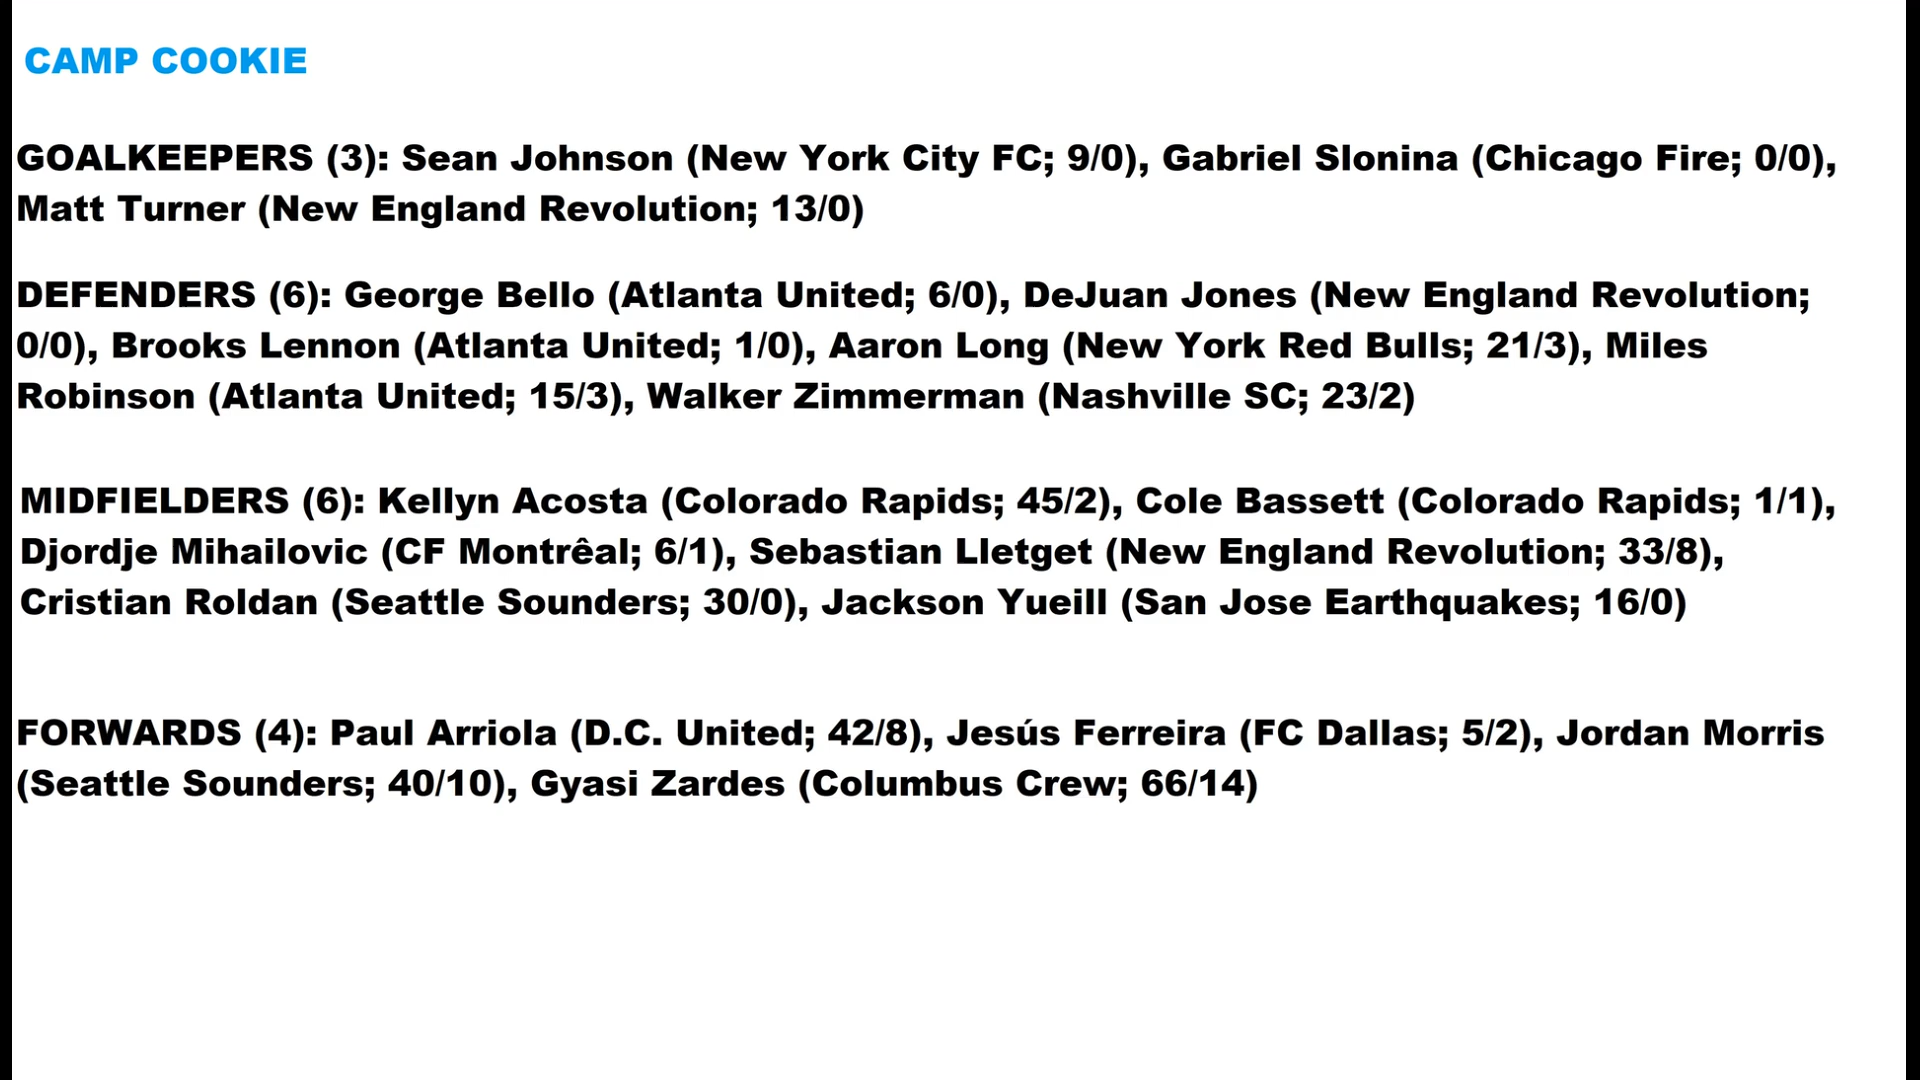 CAMP COOKIE
GOALKEEPERS (3): Sean Johnson (New York City FC; 9/0), Gabriel Slonina (Chicago Fire; 0/0),
Matt Turner (New England Revolution; 13/0)
DEFENDERS (6): George Bello (Atlanta United; 6/0), DeJuan Jones (New England Revolution;
0/0), Brooks Lennon (Atlanta United; 1/0), Aaron Long (New York Red Bulls; 21/3), Miles
Robinson (Atlanta United; 15/3), Walker Zimmerman (Nashville SC; 23/2)
MIDFIELDERS (6): Kellyn Acosta (Colorado Rapids; 45/2), Cole Bassett (Colorado Rapids; 1/1),
Djordje Mihailovic (CF Montrêal; 6/1), Sebastian Lletget (New England Revolution; 33/8),
Cristian Roldan (Seattle Sounders; 30/0), Jackson Yueill (San Jose Earthquakes; 16/0)
FORWARDS (4): Paul Arriola (D.C. United; 42/8), Jesús Ferreira (FC Dallas; 5/2), Jordan Morris
(Seattle Sounders; 40/10), Gyasi Zardes (Columbus Crew; 66/14)